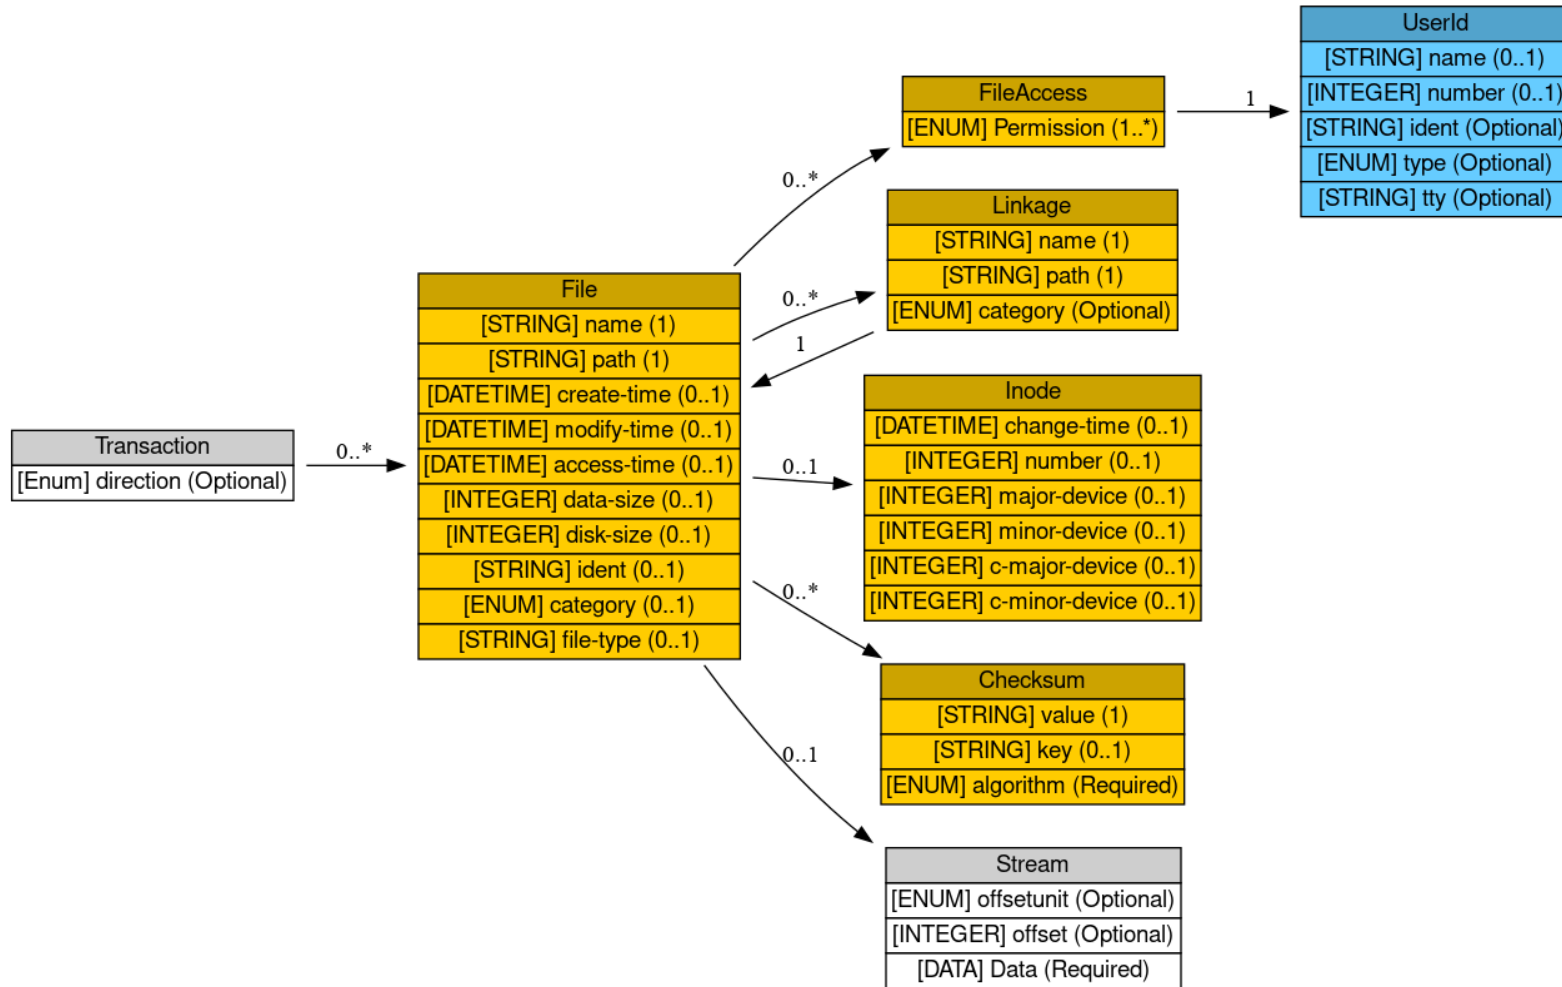 UserId
[STRING] name (0..1)
[INTEGER] number (0..1)
[STRING] ident (Optional)
[ENUM] type (Optional)
[STRING] tty (Optional)
1
FileAccess
[ENUM] Permission (1..*)
0..*
Linkage
[STRING] name (1)
[STRING] path (1)
[ENUM] category (Optional)
0..*
1
File
[STRING] name (1)
[STRING] path (1)
[DATETIME] create-time (0..1)
[DATETIME] modify-time (0..1)
[DATETIME] access-time (0..1)
[INTEGER] data-size (0..1)
[INTEGER] disk-size (0..1)
[STRING] ident (0..1)
[ENUM] category (0..1)
[STRING] file-type (0..1)
Transaction
[Enum] direction (Optional)
0..*
Inode
[DATETIME] change-time (0..1)
[INTEGER] number (0..1)
[INTEGER] major-device (0..1)
[INTEGER] minor-device (0..1)
[INTEGER] c-major-device (0..1)
[INTEGER] c-minor-device (0..1)
0..1
0..*
Checksum
[STRING] value (1)
[STRING] key (0..1)
[ENUM] algorithm (Required)
0..1
Stream
[ENUM] offsetunit (Optional)
[INTEGER] offset (Optional)
[DATA] Data (Required)